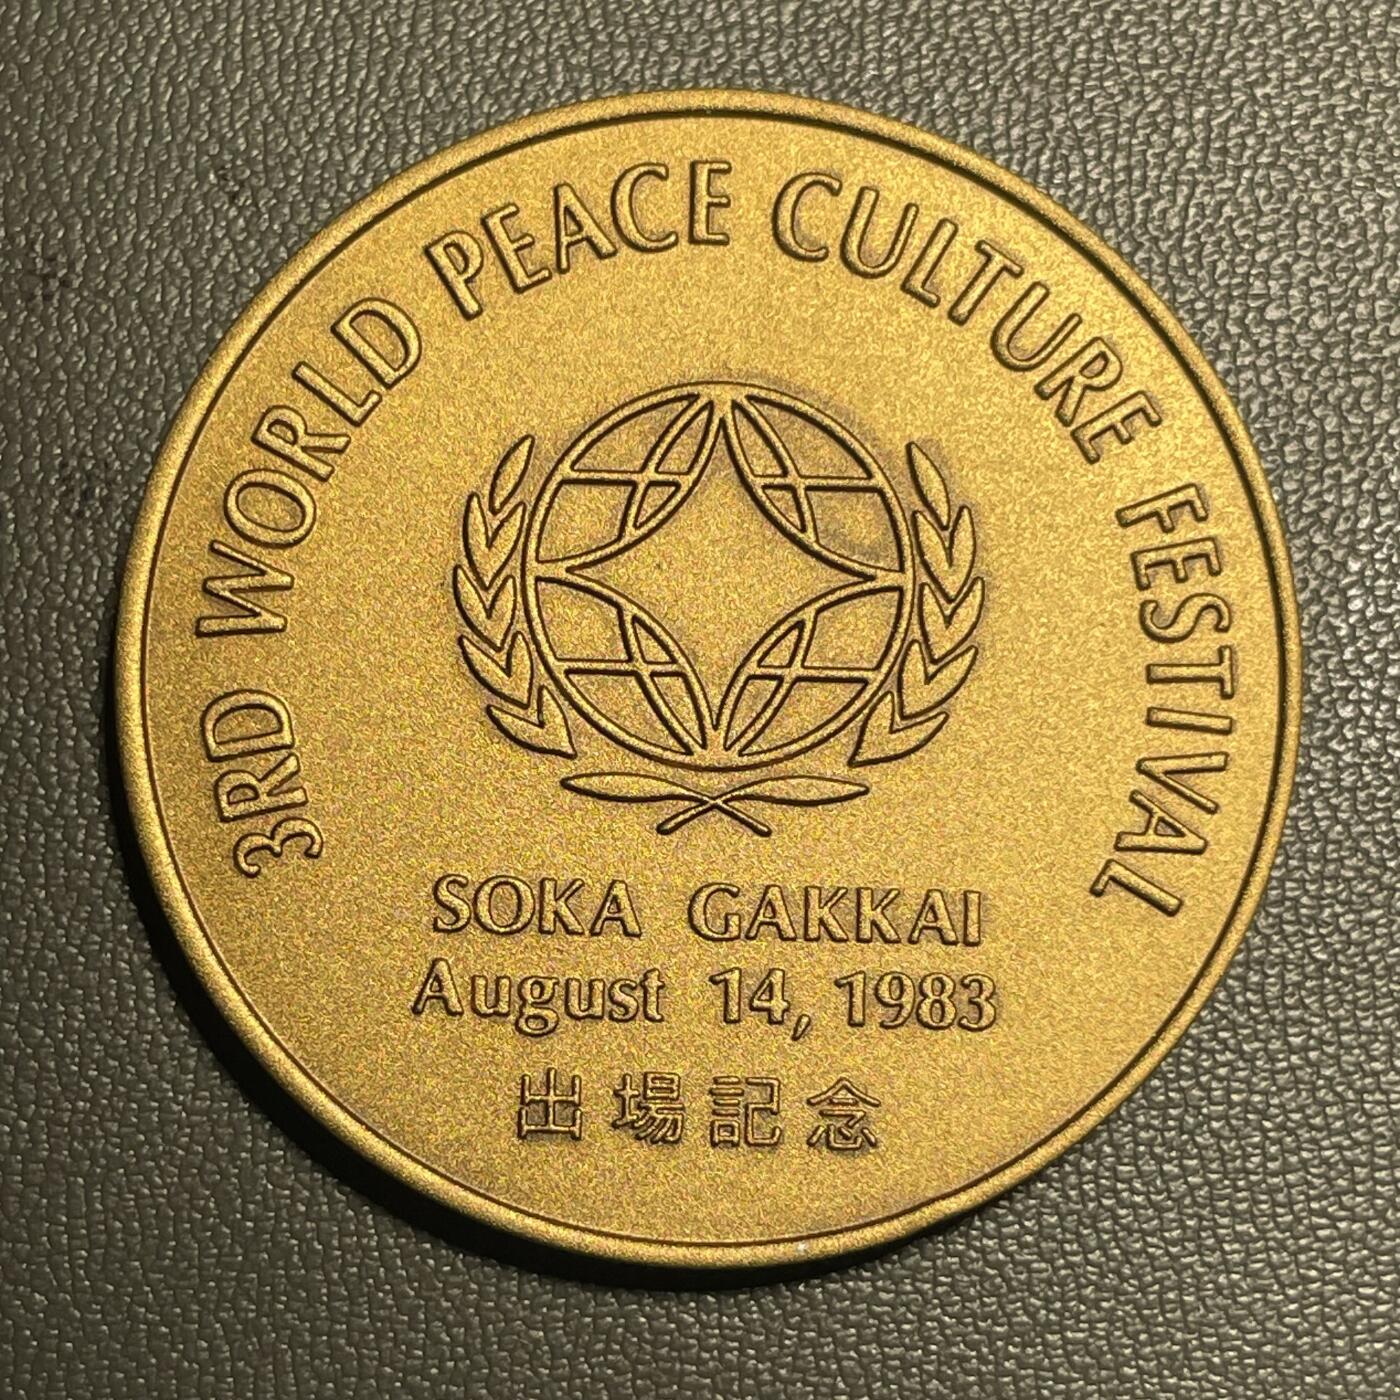 3RD WORLD PEACE CULTURE FESTIVAL
SOKA GAKKAI
August 14, 1983
出場記念